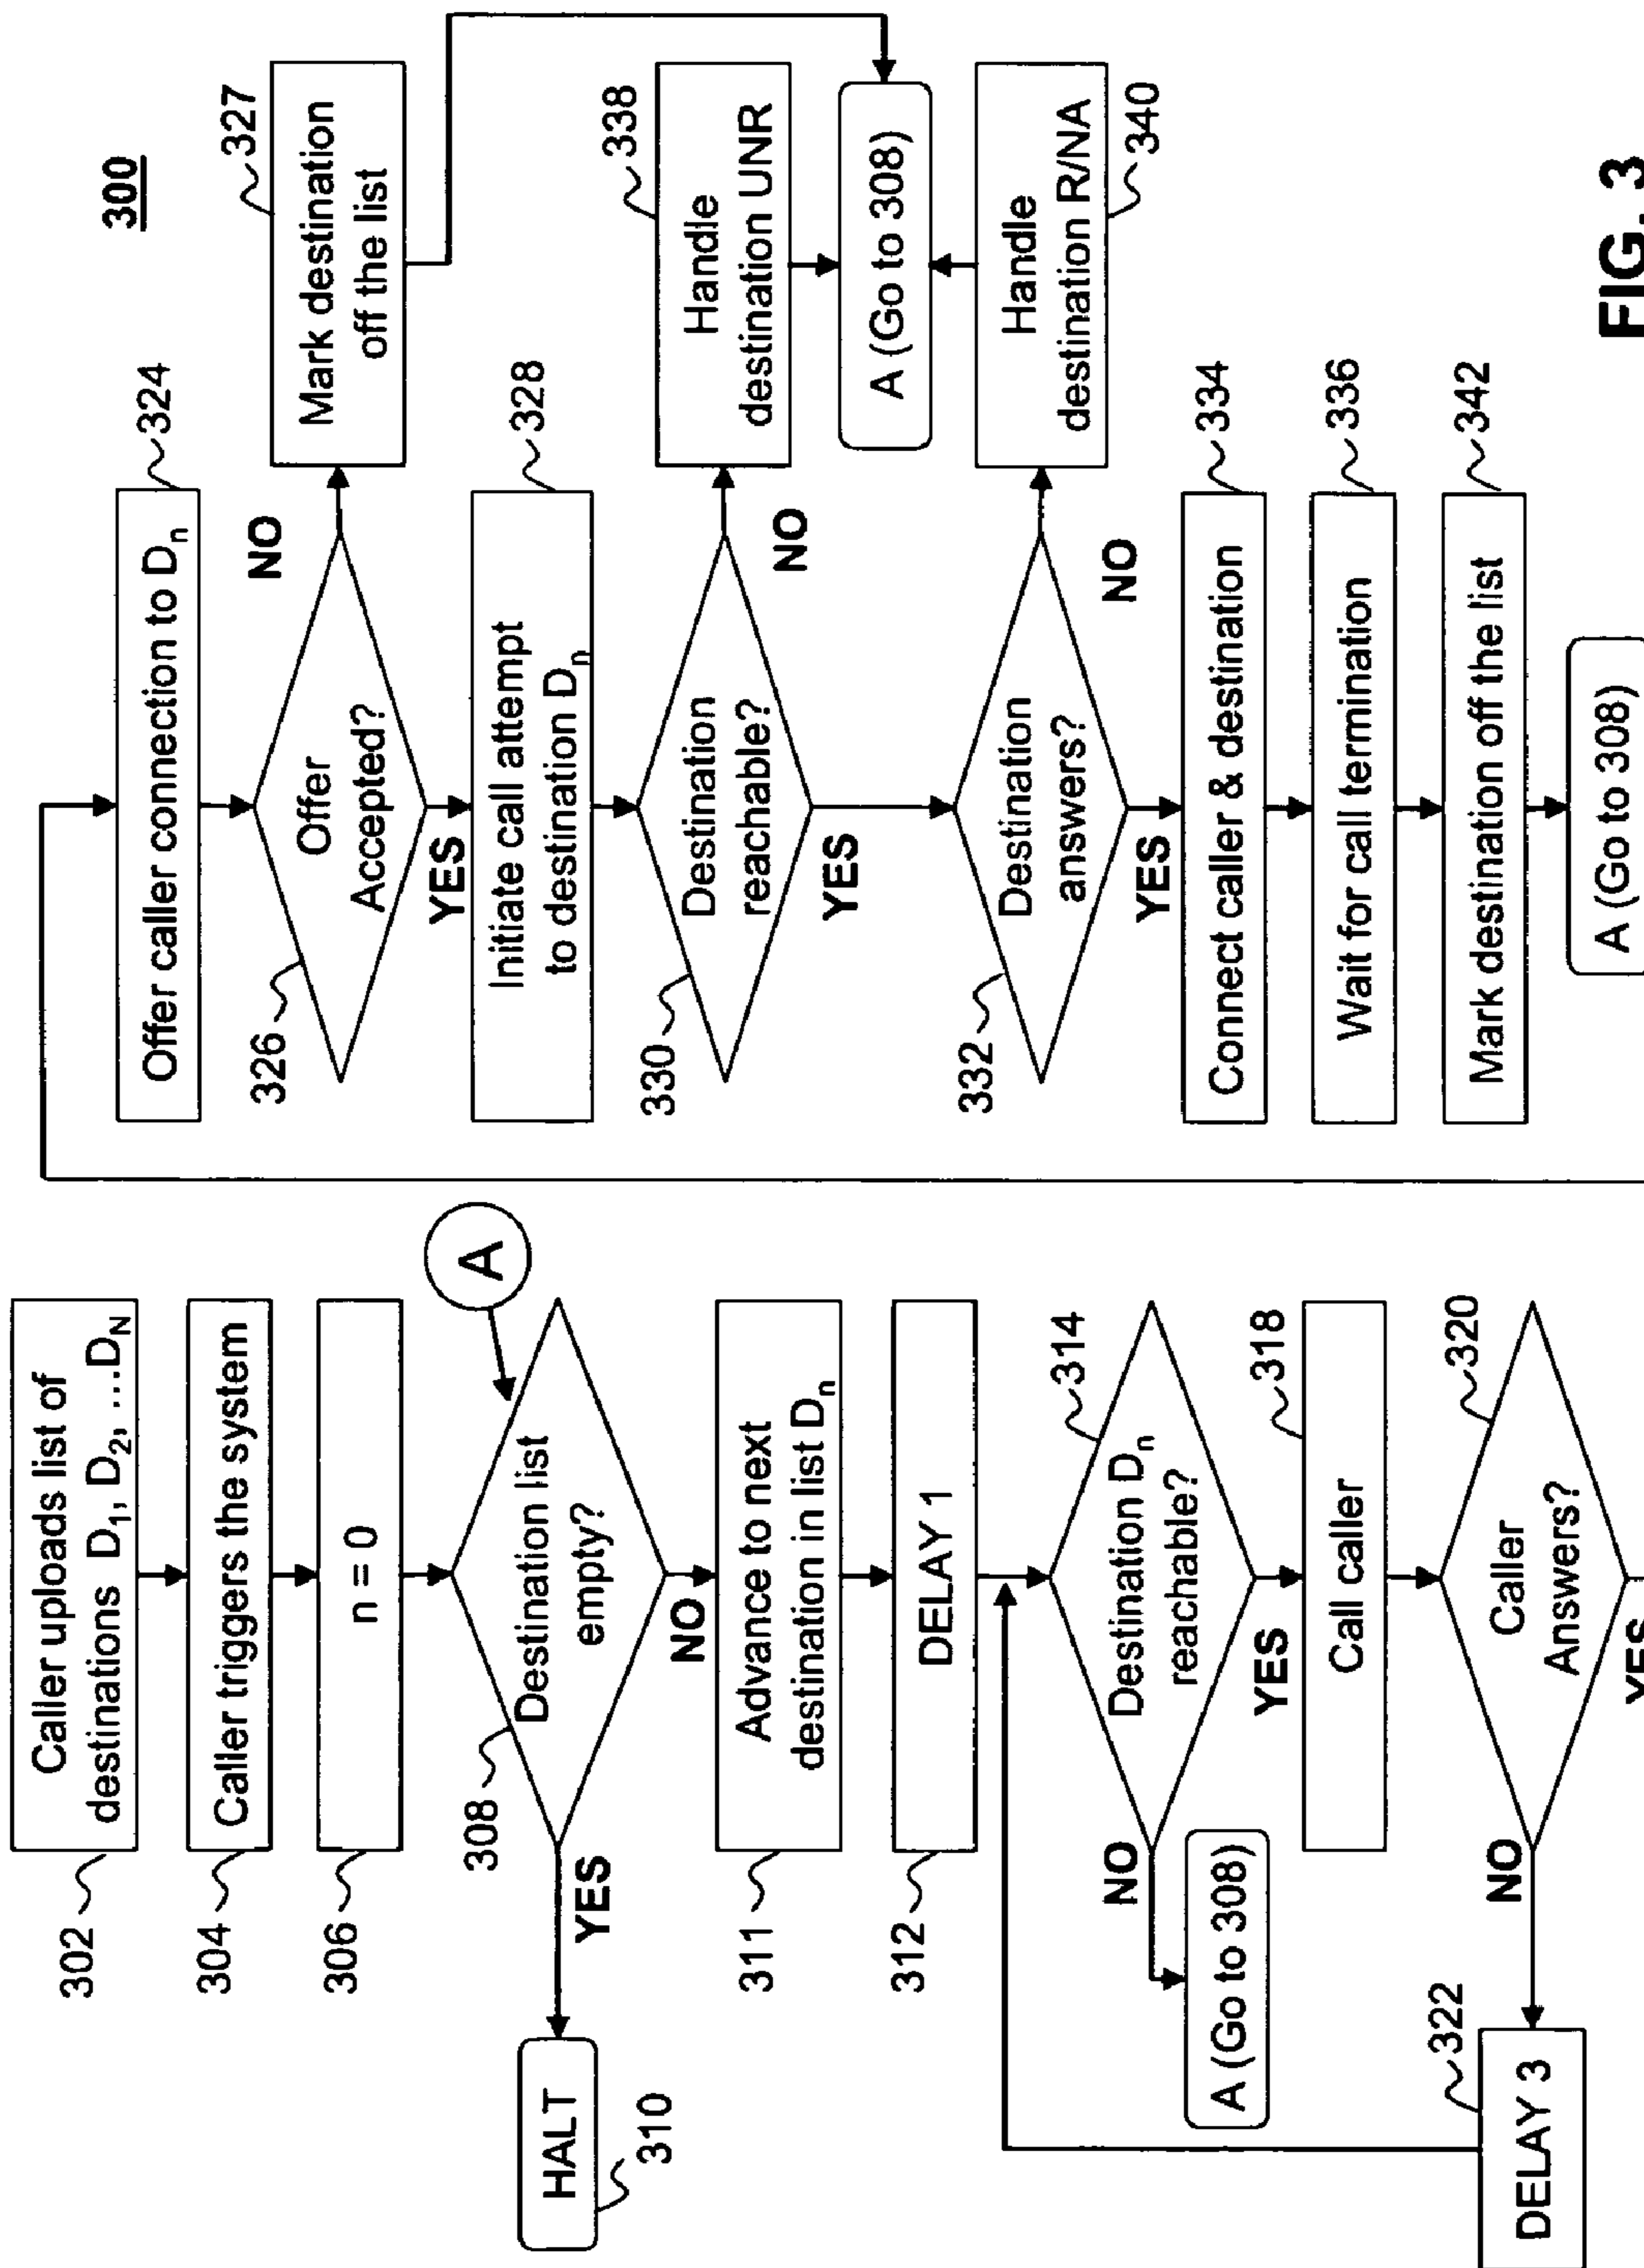 300
Caller uploads list of
destinations D1, D2, ...DN
302
Caller triggers the system
304
n = 0
306
A
Destination list
empty?
308
YES
HALT
310
NO
Advance to next
destination in list Dn
311
DELAY 1
312
Destination Dn
reachable?
314
NO
A (Go to 308)
YES
Call caller
318
Caller
Answers?
320
NO
DELAY 3
322
YES
Offer caller connection to Dn
324
Offer
Accepted?
326
NO
Mark destination
off the list
327
YES
Initiate call attempt
to destination Dn
328
Destination
reachable?
330
NO
Handle
destination UNR
338
A (Go to 308)
YES
Destination
answers?
332
NO
Handle
destination R/NA
340
YES
Connect caller & destination
334
Wait for call termination
336
Mark destination off the list
342
A (Go to 308)
FIG. 3